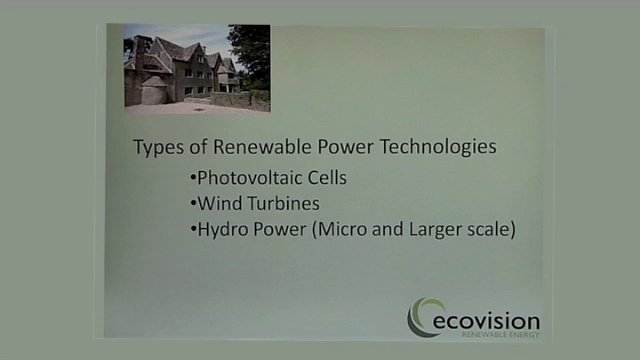 Types of Renewable Power Technologies
•Photovoltaic Cells
•Wind Turbines
•Hydro Power (Micro and Larger scale)
ecovision
RENEWABLE ENERGY